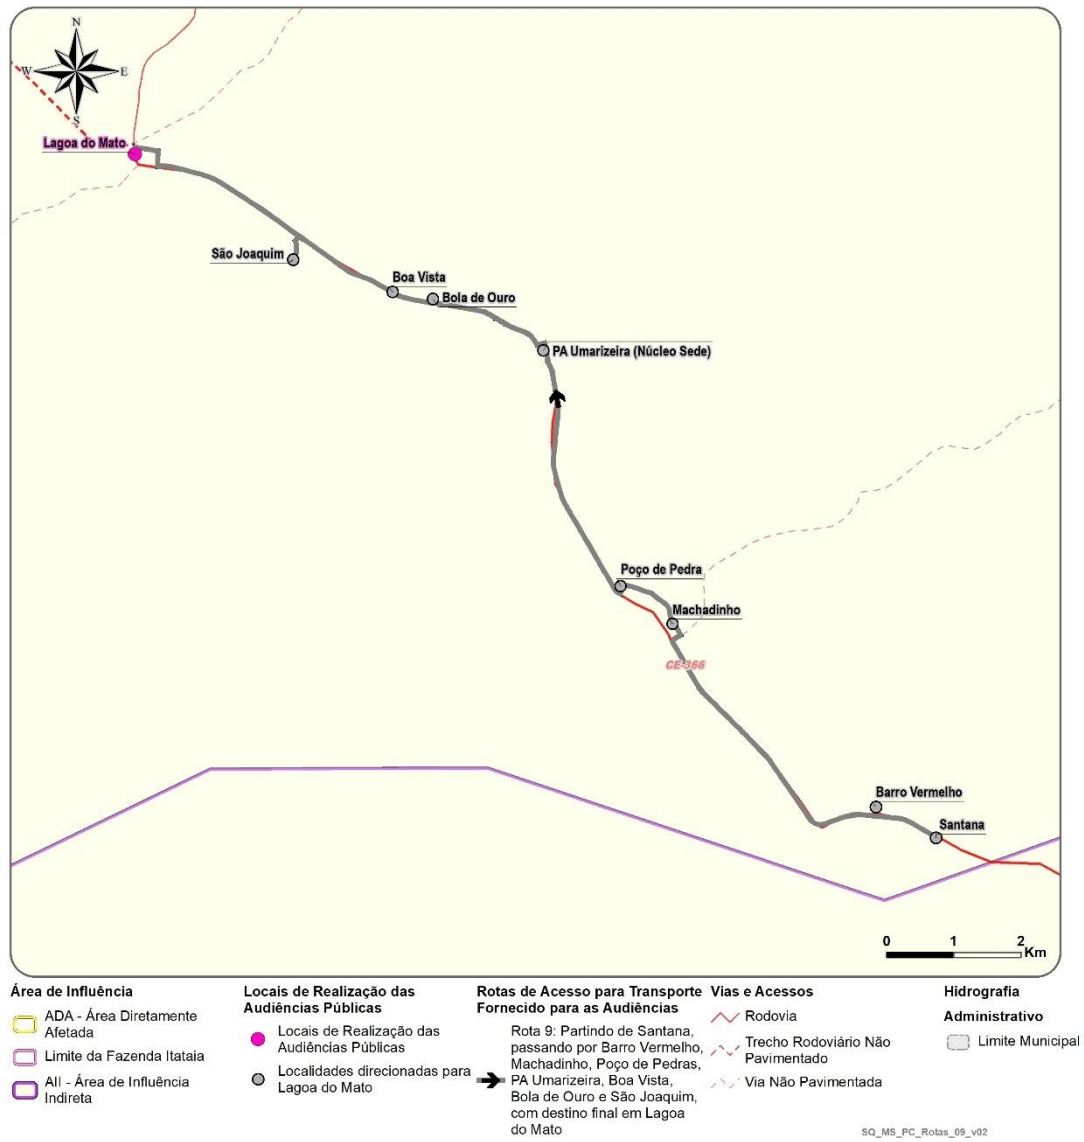 N
W
E
S
Lagoa do Mato
São Joaquim
Boa Vista
Bola de Ouro
PA Umarizeira (Núcleo Sede)
Poço de Pedra
Machadinho
CE-366
Barro Vermelho
Santana
0 1 2
Km
Área de Influência
ADA - Área Diretamente
Afetada
Limite da Fazenda Itataia
AII - Área de Influência
Indireta
Locais de Realização das
Audiências Públicas
Locais de Realização das
Audiências Públicas
Localidades direcionadas para
Lagoa do Mato
Rotas de Acesso para Transporte
Fornecido para as Audiências
Rota 9: Partindo de Santana,
passando por Barro Vermelho,
Machadinho, Poço de Pedras,
PA Umarizeira, Boa Vista,
Bola de Ouro e São Joaquim,
com destino final em Lagoa
do Mato
Vias e Acessos
Rodovia
Trecho Rodoviário Não
Pavimentado
Via Não Pavimentada
Hidrografia
Administrativo
Limite Municipal
SQ_MS_PC_Rotas_09_v02